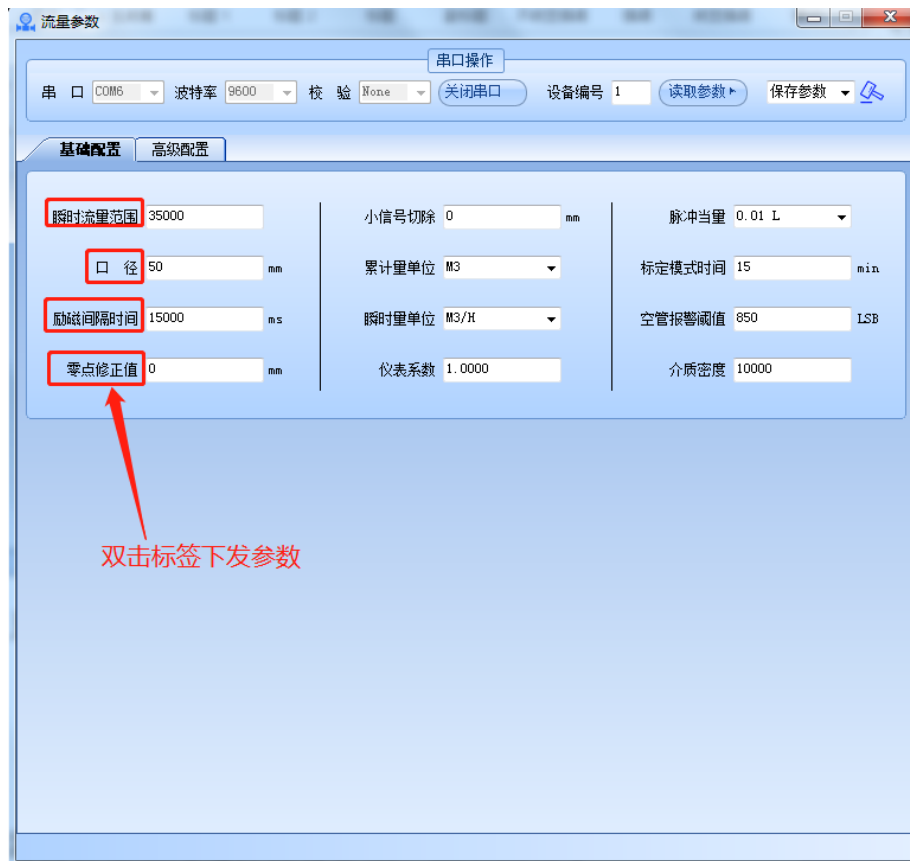 流量参数
串口操作
串 口 COM6 波特率 9600 校 验 None 关闭串口 设备编号 1 读取参数 保存参数
基础配置 高级配置
瞬时流量范围 35000 小信号切除 0 mm 脉冲当量 0.01 L
口 径 50 mm 累计量单位 M3 标定模式时间 15 min
励磁间隔时间 15000 ms 瞬时量单位 M3/H 空管报警阈值 850 LSB
零点修正值 0 mm 仪表系数 1.0000 介质密度 10000
双击标签下发参数